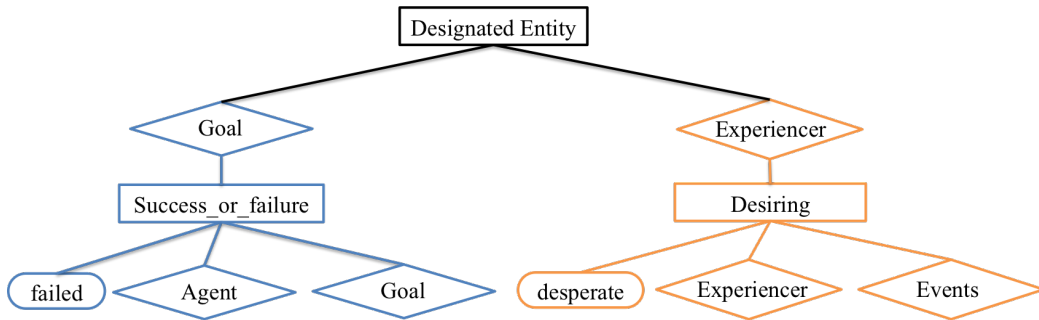 Designated Entity
Goal
Experiencer
Success_or_failure
Desiring
failed
Agent
Goal
desperate
Experiencer
Events